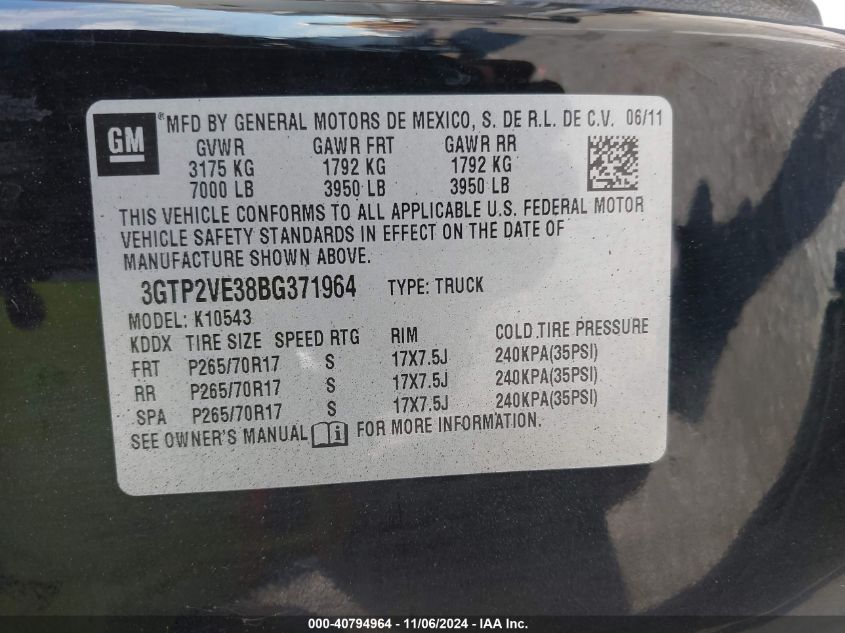 GM
® MFD BY GENERAL MOTORS DE MEXICO, S. DE R.L. DE C.V. 06/11
GVWR GAWR FRT GAWR RR
3175 KG 1792 KG 1792 KG
7000 LB 3950 LB 3950 LB
THIS VEHICLE CONFORMS TO ALL APPLICABLE U.S. FEDERAL MOTOR
VEHICLE SAFETY STANDARDS IN EFFECT ON THE DATE OF
MANUFACTURE SHOWN ABOVE.
3GTP2VE38BG371964 TYPE: TRUCK
MODEL: K10543
KDDX TIRE SIZE SPEED RTG RIM COLD TIRE PRESSURE
FRT P265/70R17 S 17X7.5J 240KPA(35PSI)
RR P265/70R17 S 17X7.5J 240KPA(35PSI)
SPA P265/70R17 S 17X7.5J 240KPA(35PSI)
SEE OWNER'S MANUAL FOR MORE INFORMATION.
000-40794964 - 11/06/2024 - IAA Inc.